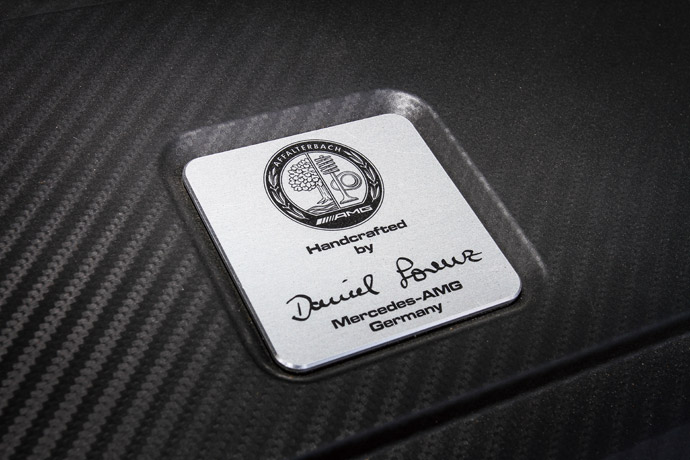 AFFALTERBACH
AMG
Handcrafted
by
Daniel Lorenz
Mercedes-AMG
Germany